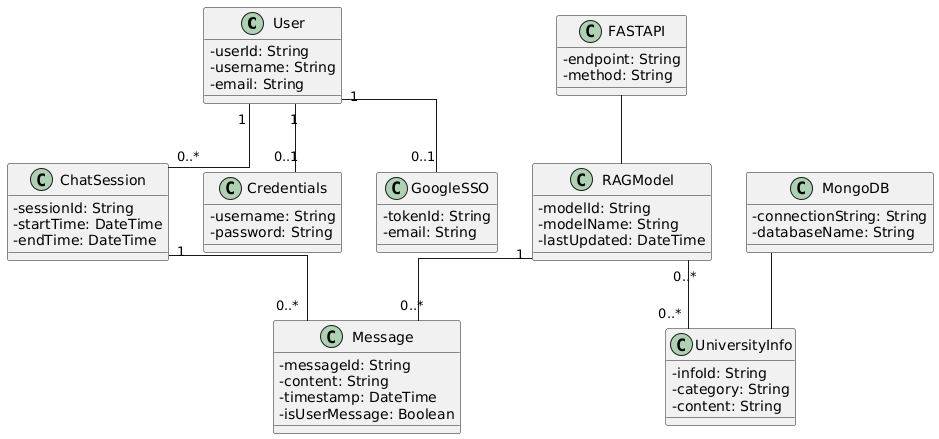 C User
-userId: String
-username: String
-email: String
C FASTAPI
-endpoint: String
-method: String
1
1
1
0..*
0..1
0..1
C ChatSession
-sessionId: String
-startTime: DateTime
-endTime: DateTime
C Credentials
-username: String
-password: String
C GoogleSSO
-tokenId: String
-email: String
C RAGModel
-modelId: String
-modelName: String
-lastUpdated: DateTime
C MongoDB
-connectionString: String
-databaseName: String
1
1
0..*
0..*
0..*
0..*
C Message
-messageId: String
-content: String
-timestamp: DateTime
-isUserMessage: Boolean
C UniversityInfo
-infoId: String
-category: String
-content: String